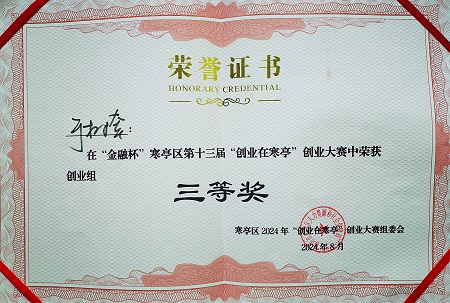 荣誉证书
HONORARY CREDENTIAL
在“金融杯”寒亭区第十三届“创业在寒亭”创业大赛中荣获
创业组
三等奖
寒亭区2024年“创业在寒亭”创业大赛组委会
2024年8月